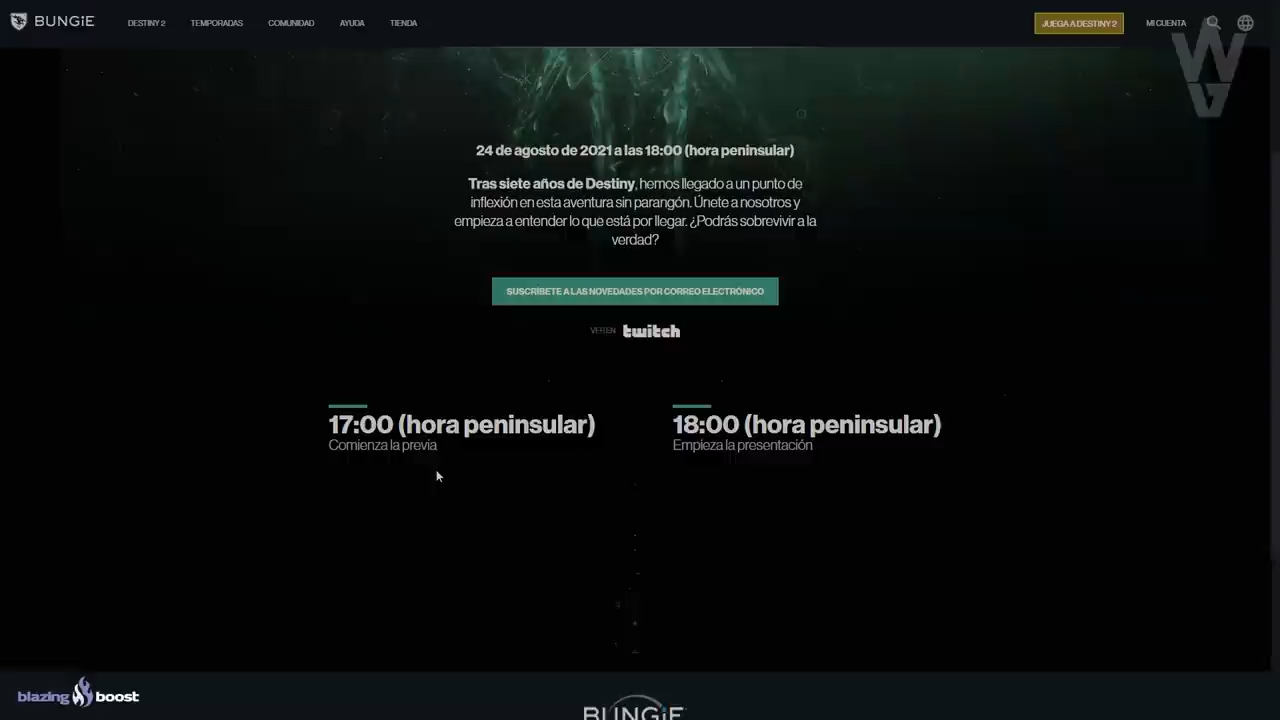 BUNGiE
DESTINY 2
TEMPORADAS
COMUNIDAD
AYUDA
TIENDA
JUEGA A DESTINY 2
MI CUENTA
W
24 de agosto de 2021 a las 18:00 (hora peninsular)
Tras siete años de Destiny, hemos llegado a un punto de
inflexión en esta aventura sin parangón. Únete a nosotros y
empieza a entender lo que está por llegar. ¿Podrás sobrevivir a la
verdad?
SUSCRÍBETE A LAS NOVEDADES POR CORREO ELECTRÓNICO
VER EN twitch
17:00 (hora peninsular)
Comienza la previa
18:00 (hora peninsular)
Empieza la presentación
blazing boost
BUNGiE